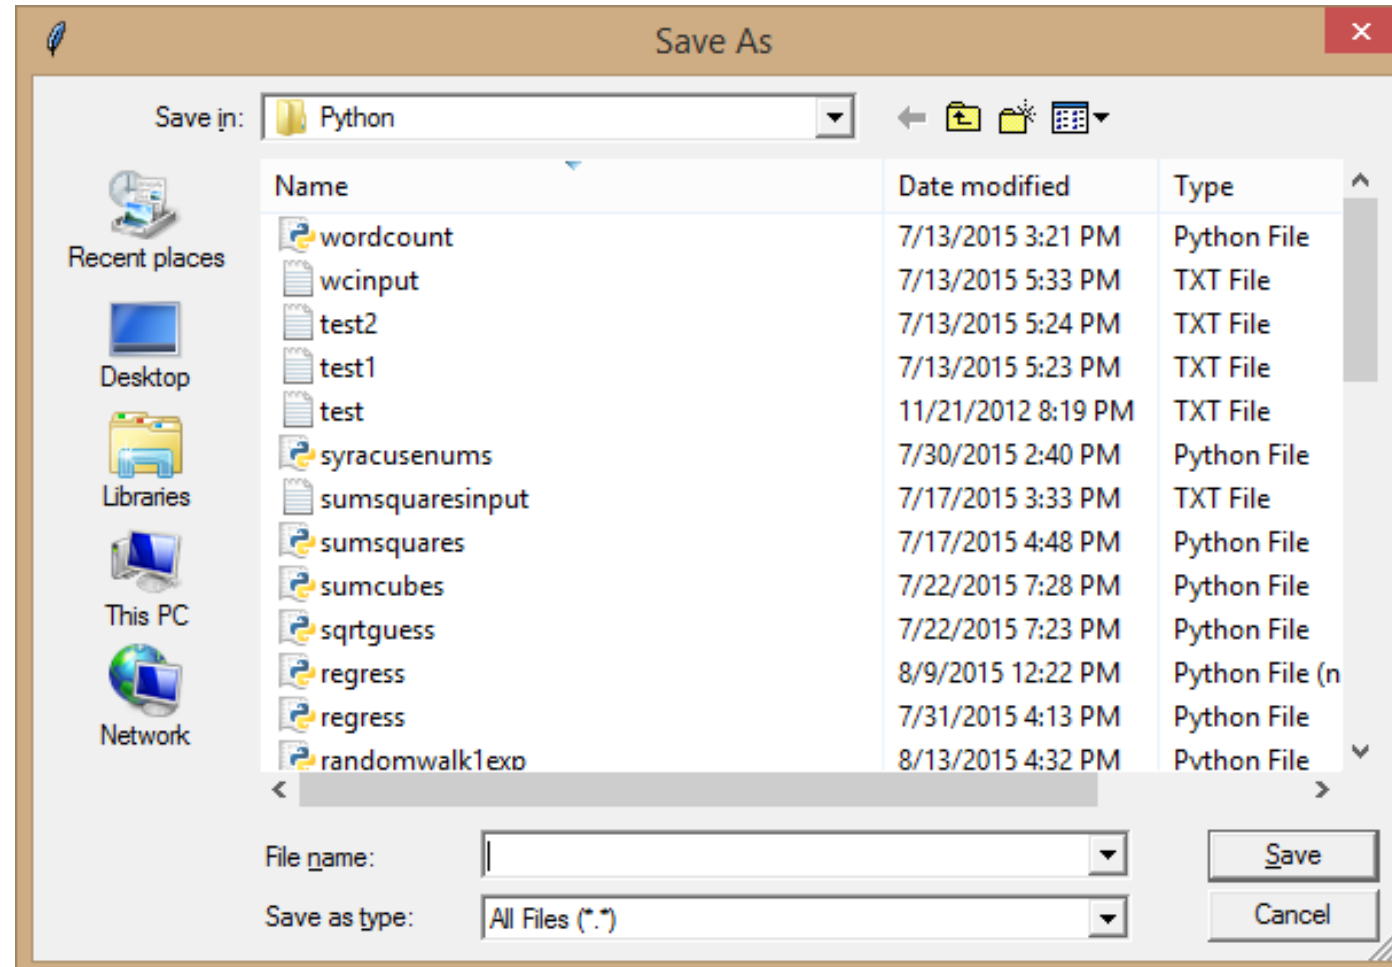 Save As
Save in: Python
Name Date modified Type
Recent places
Desktop
Libraries
This PC
Network
wordcount 7/13/2015 3:21 PM Python File
wcinput 7/13/2015 5:33 PM TXT File
test2 7/13/2015 5:24 PM TXT File
test1 7/13/2015 5:23 PM TXT File
test 11/21/2012 8:19 PM TXT File
syracusenums 7/30/2015 2:40 PM Python File
sumsquaresinput 7/17/2015 3:33 PM TXT File
sumsquares 7/17/2015 4:48 PM Python File
sumcubes 7/22/2015 7:28 PM Python File
sqrtguess 7/22/2015 7:23 PM Python File
regress 8/9/2015 12:22 PM Python File (n
regress 7/31/2015 4:13 PM Python File
randomwalk1exp 8/13/2015 4:32 PM Python File
File name: Save
Save as type: All Files (*.*) Cancel